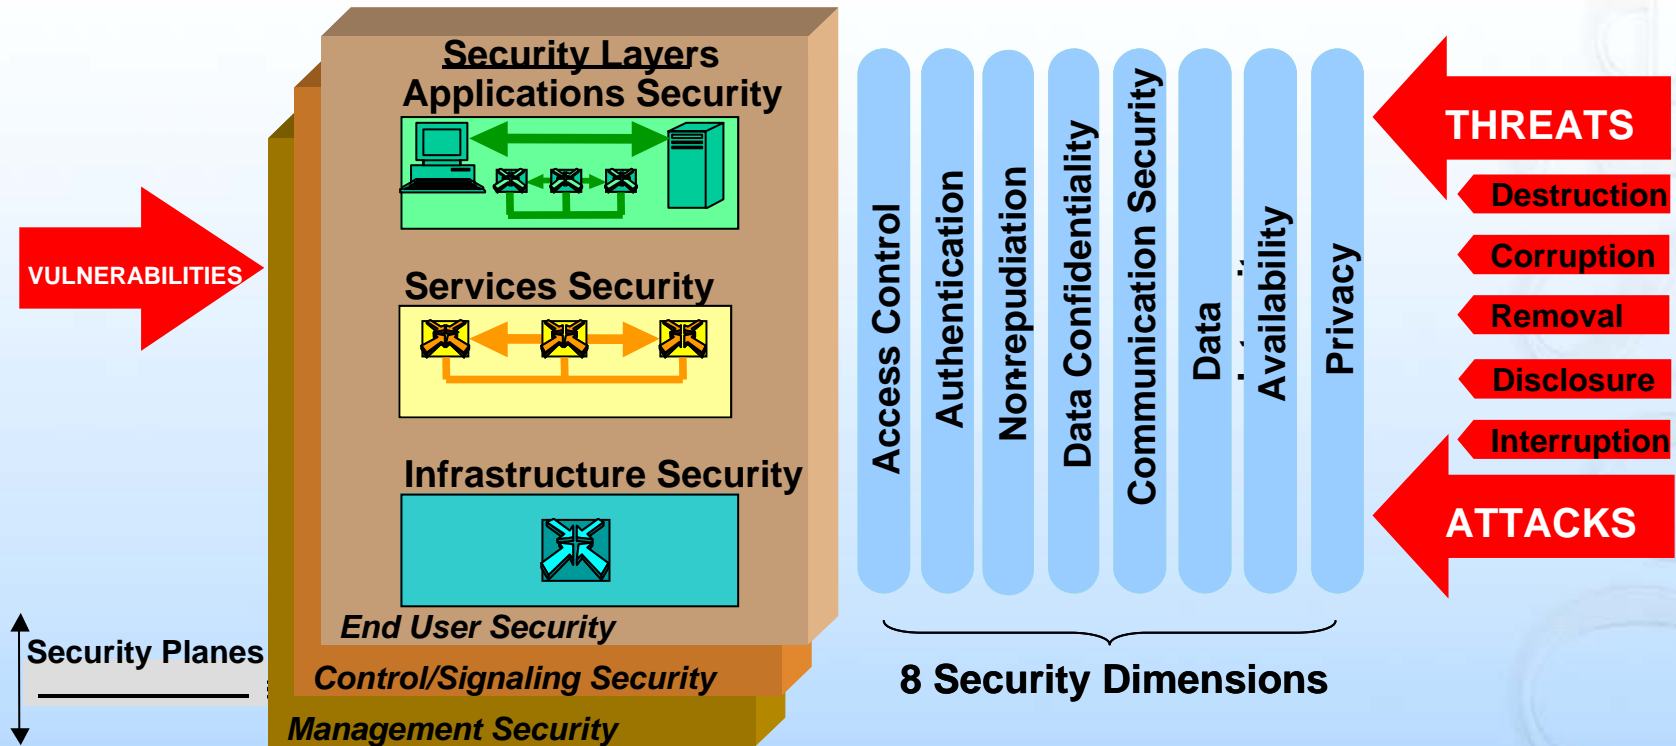 Security Layers
Applications Security
Services Security
Infrastructure Security
End User Security
Control/Signaling Security
Management Security
Security Planes
VULNERABILITIES
Access Control
Authentication
Non-repudiation
Data Confidentiality
Communication Security
Data
Availability
Privacy
8 Security Dimensions
THREATS
Destruction
Corruption
Removal
Disclosure
Interruption
ATTACKS